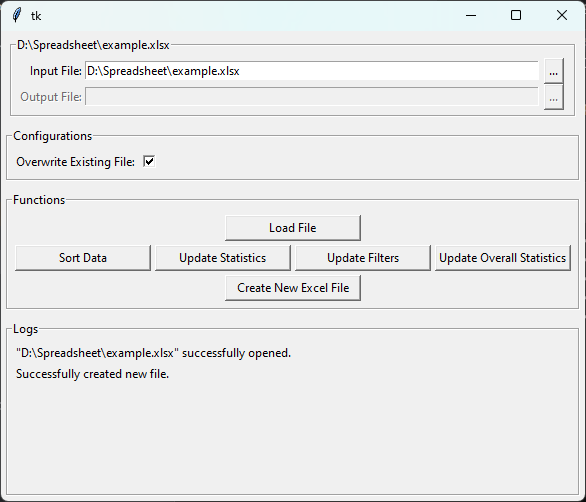 tk
D:\Spreadsheet\example.xlsx
Input File: D:\Spreadsheet\example.xlsx ...
Output File: ...
Configurations
Overwrite Existing File:
Functions
Load File
Sort Data Update Statistics Update Filters Update Overall Statistics
Create New Excel File
Logs
"D:\Spreadsheet\example.xlsx" successfully opened.
Successfully created new file.